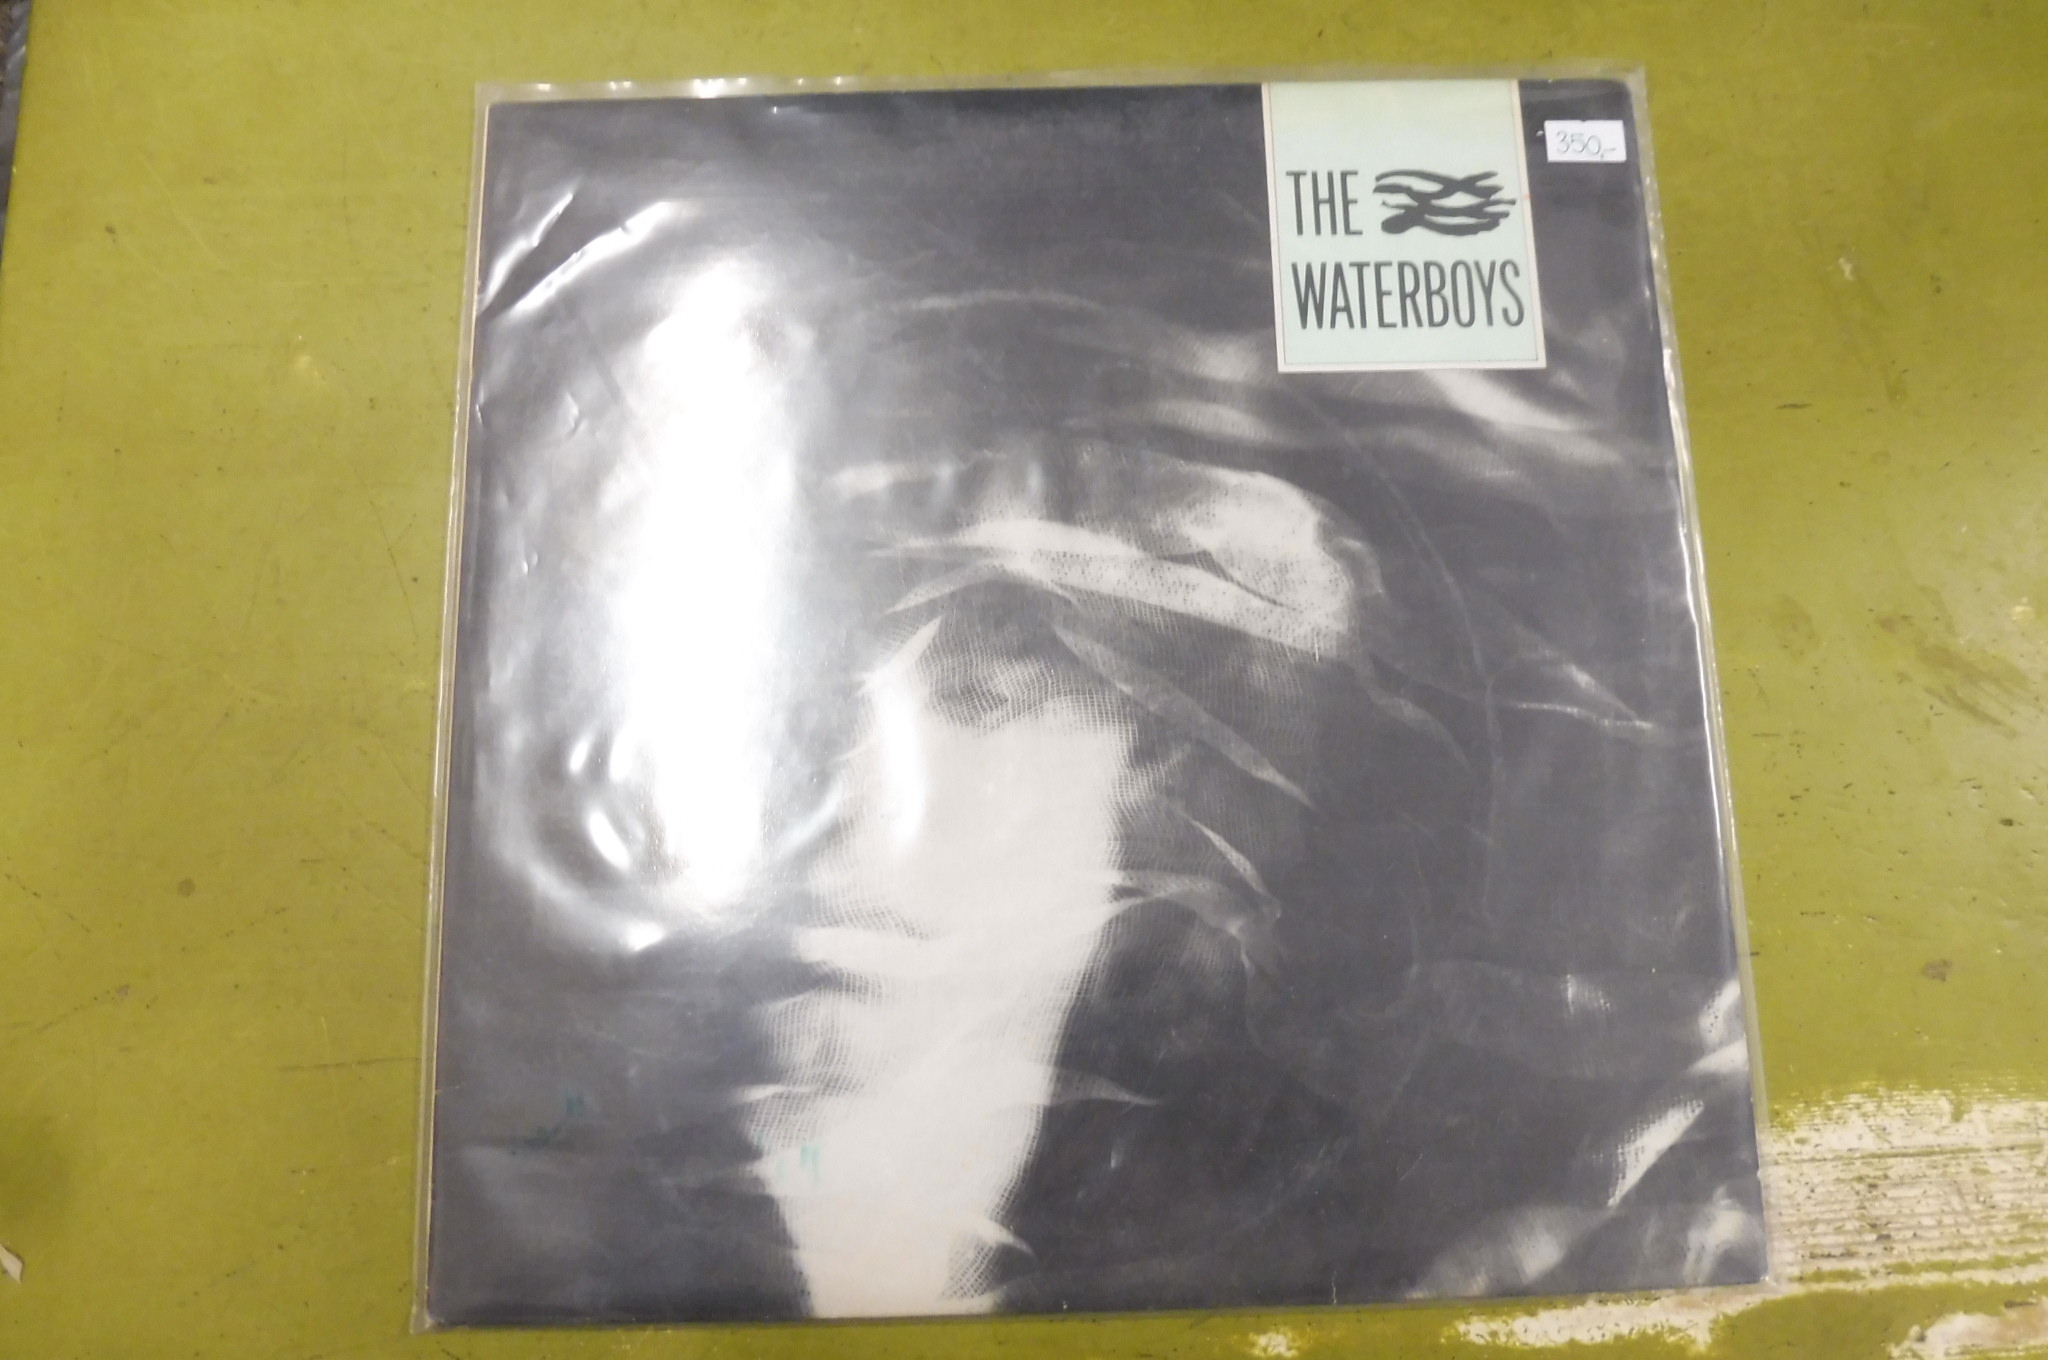 350,-
THE
WATERBOYS